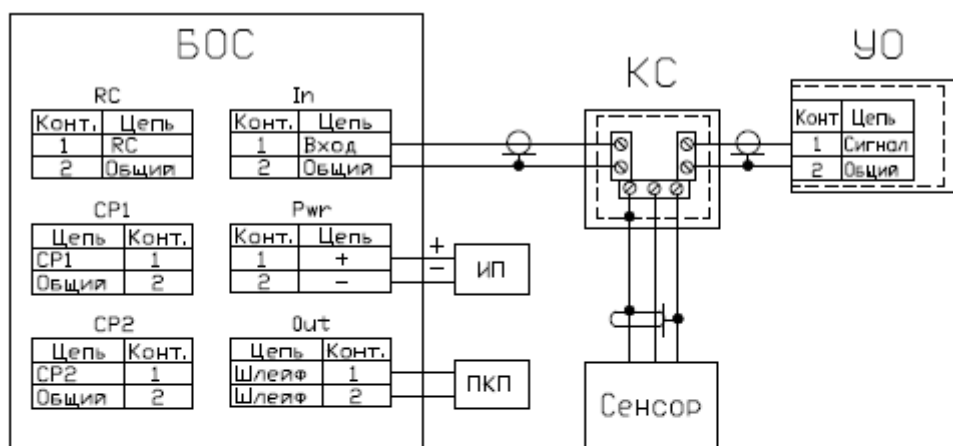 БОС
КС
УО
RC
Конт. Цепь
1 RC
2 Общий
In
Конт. Цепь
1 Вход
2 Общий
Конт Цепь
1 Сигнал
2 Общий
CP1
Цепь Конт.
CP1 1
Общий 2
Pwr
Конт. Цепь
1 +
2 −
+
−
ИП
CP2
Цепь Конт.
CP2 1
Общий 2
Out
Цепь Конт.
Шлейф 1
Шлейф 2
ПКП
Сенсор